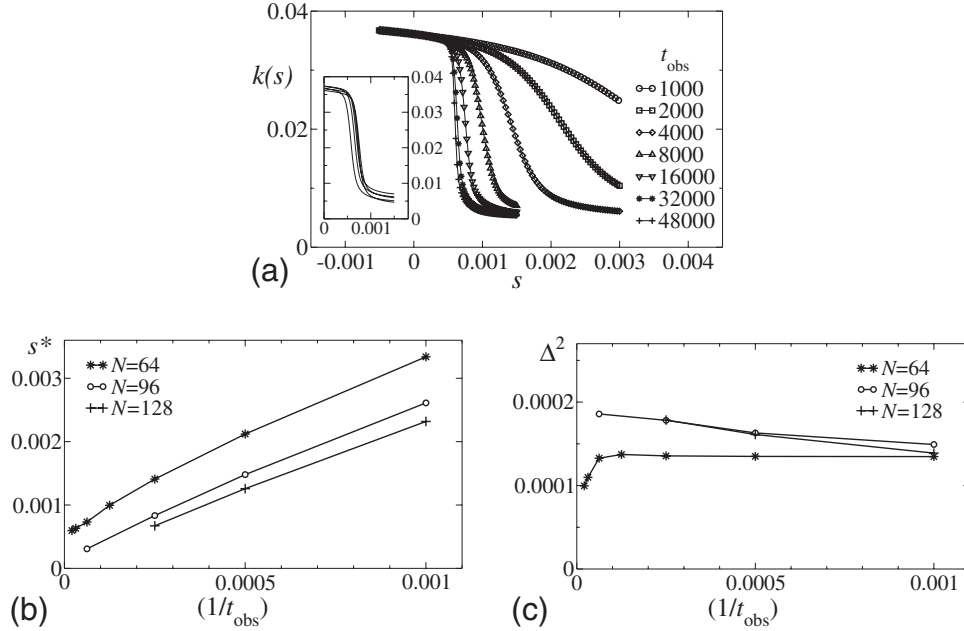 0.04
k(s)
0.02
0
0.04
0.03
0.02
0.01
0
0 0.001
t_obs
1000
2000
4000
8000
16000
32000
48000
-0.001 0 0.001 0.002 0.003 0.004
s
(a)
s*
0.003
0.002
0.001
0
N=64
N=96
N=128
0 0.0005 0.001
(1/t_obs)
(b)
Δ²
0.0002
0.0001
0
N=64
N=96
N=128
0 0.0005 0.001
(1/t_obs)
(c)